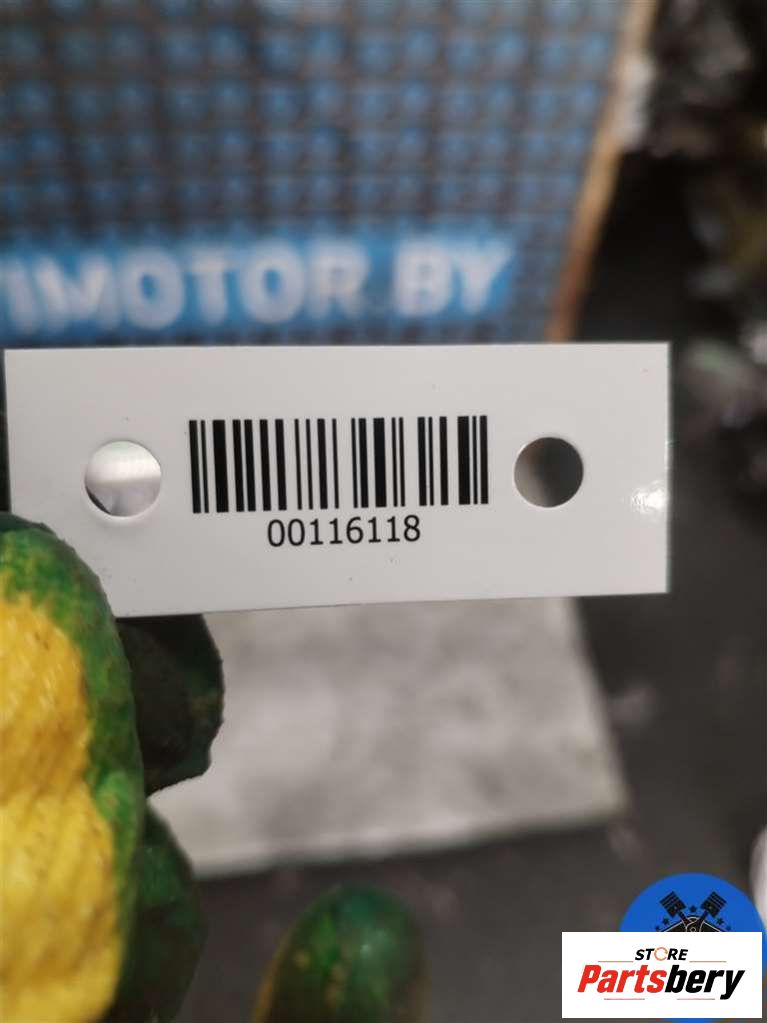 IMOTOR BY
00116118
STORE
Partsbery